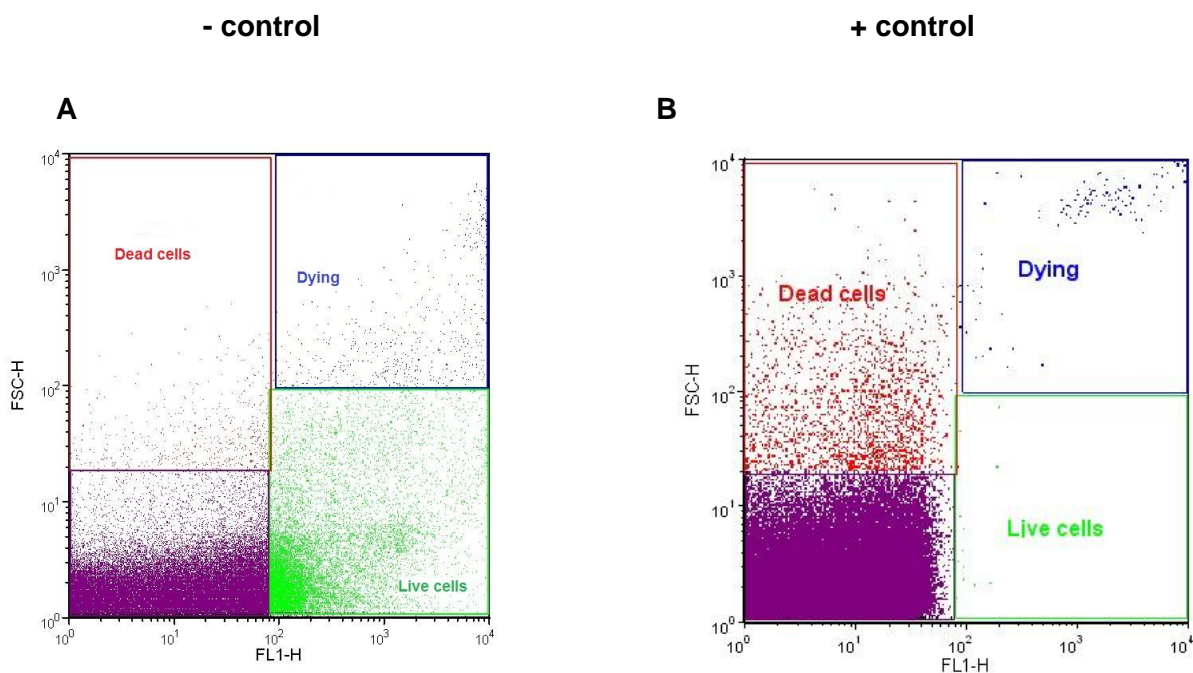 - control
+ control
A
B
10^4
10^3
10^2
10^1
10^0
FSC-H
Dead cells
Dying
Live cells
10^0 10^1 10^2 10^3 10^4
FL1-H
10^4
10^3
10^2
10^1
10^0
FSC-H
Dead cells
Dying
Live cells
10^0 10^1 10^2 10^3 10^4
FL1-H